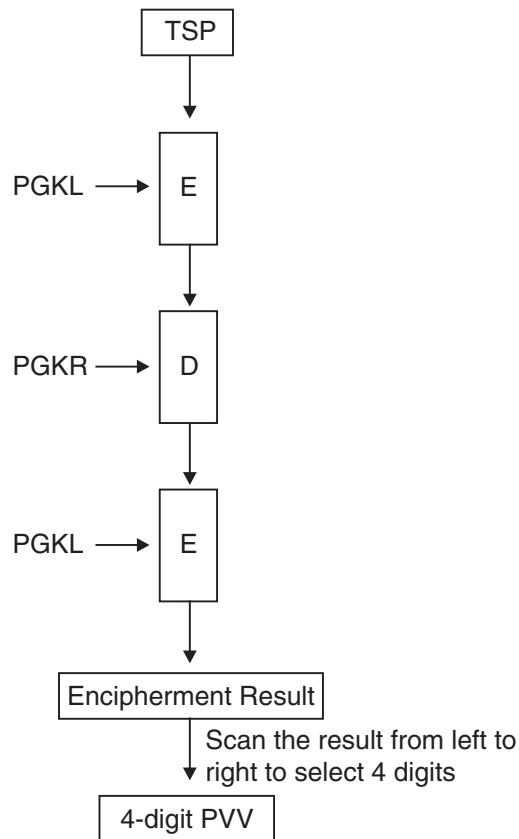 TSP
PGKL
E
PGKR
D
PGKL
E
Encipherment Result
Scan the result from left to
right to select 4 digits
4-digit PVV